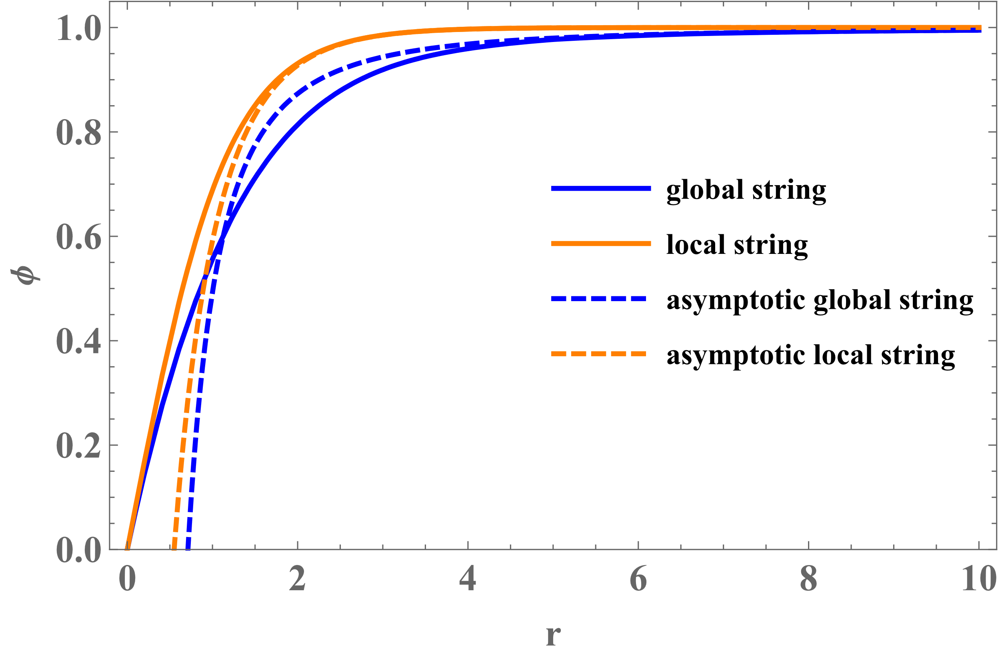 1.0
0.8
0.6
0.4
0.2
0.0
ϕ
global string
local string
asymptotic global string
asymptotic local string
0 2 4 6 8 10
r